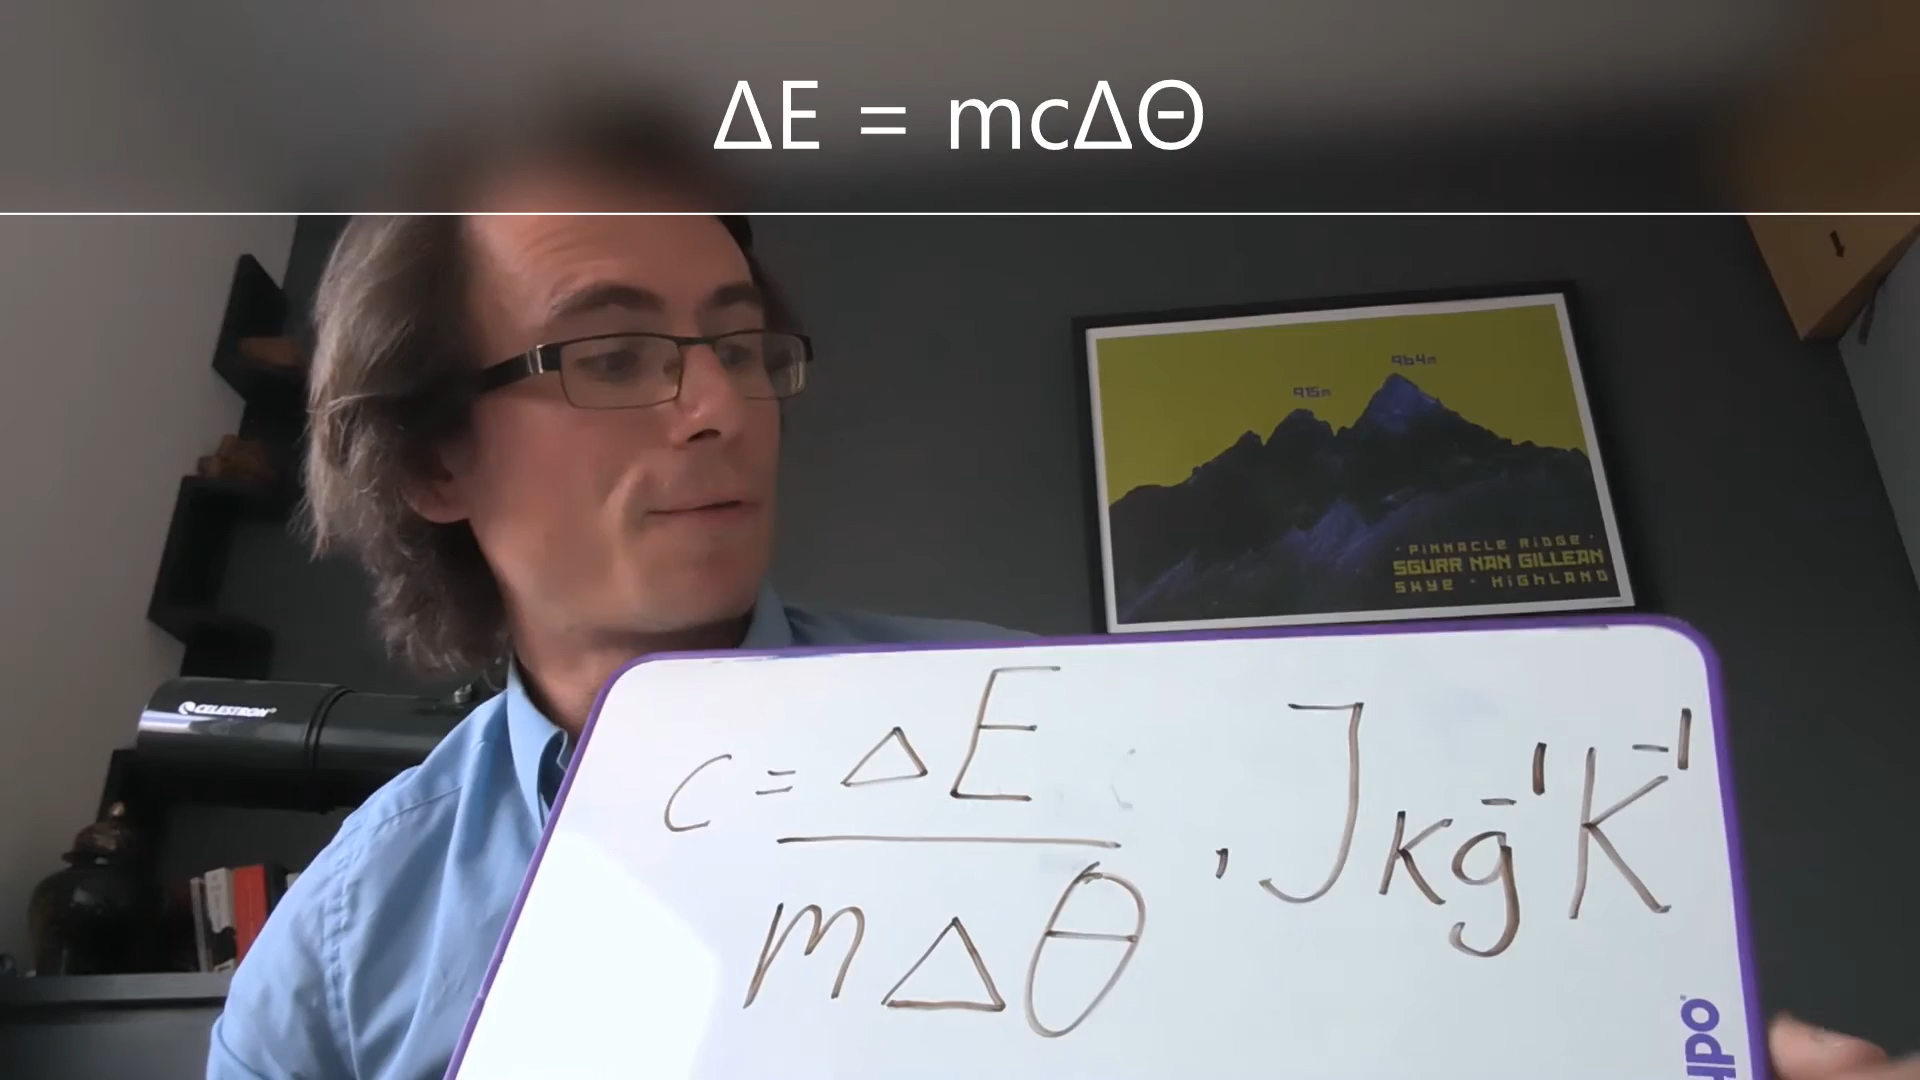 ΔE = mcΔΘ
964m
915m
· PINNACLE RIDGE ·
SGURR NAN GILLEAN
SKYE · HIGHLAND
CELESTRON
c = ΔE / mΔθ , J kg⁻¹ K⁻¹